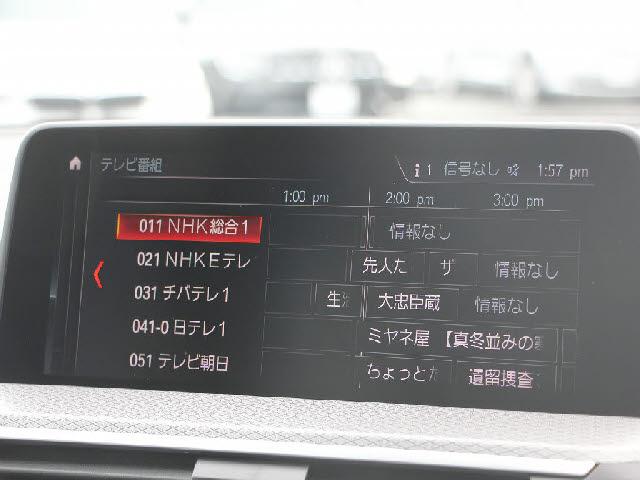 テレビ番組 i 1 信号なし 1:57 pm
1:00 pm 2:00 pm 3:00 pm
011 NHK総合1 情報なし
021 NHKEテレ 先人た ザ 情報なし
031 チバテレ1 生 大忠臣蔵 情報なし
041-0 日テレ1 ミヤネ屋 【真冬並みの
051 テレビ朝日 ちょっと 遺留捜査